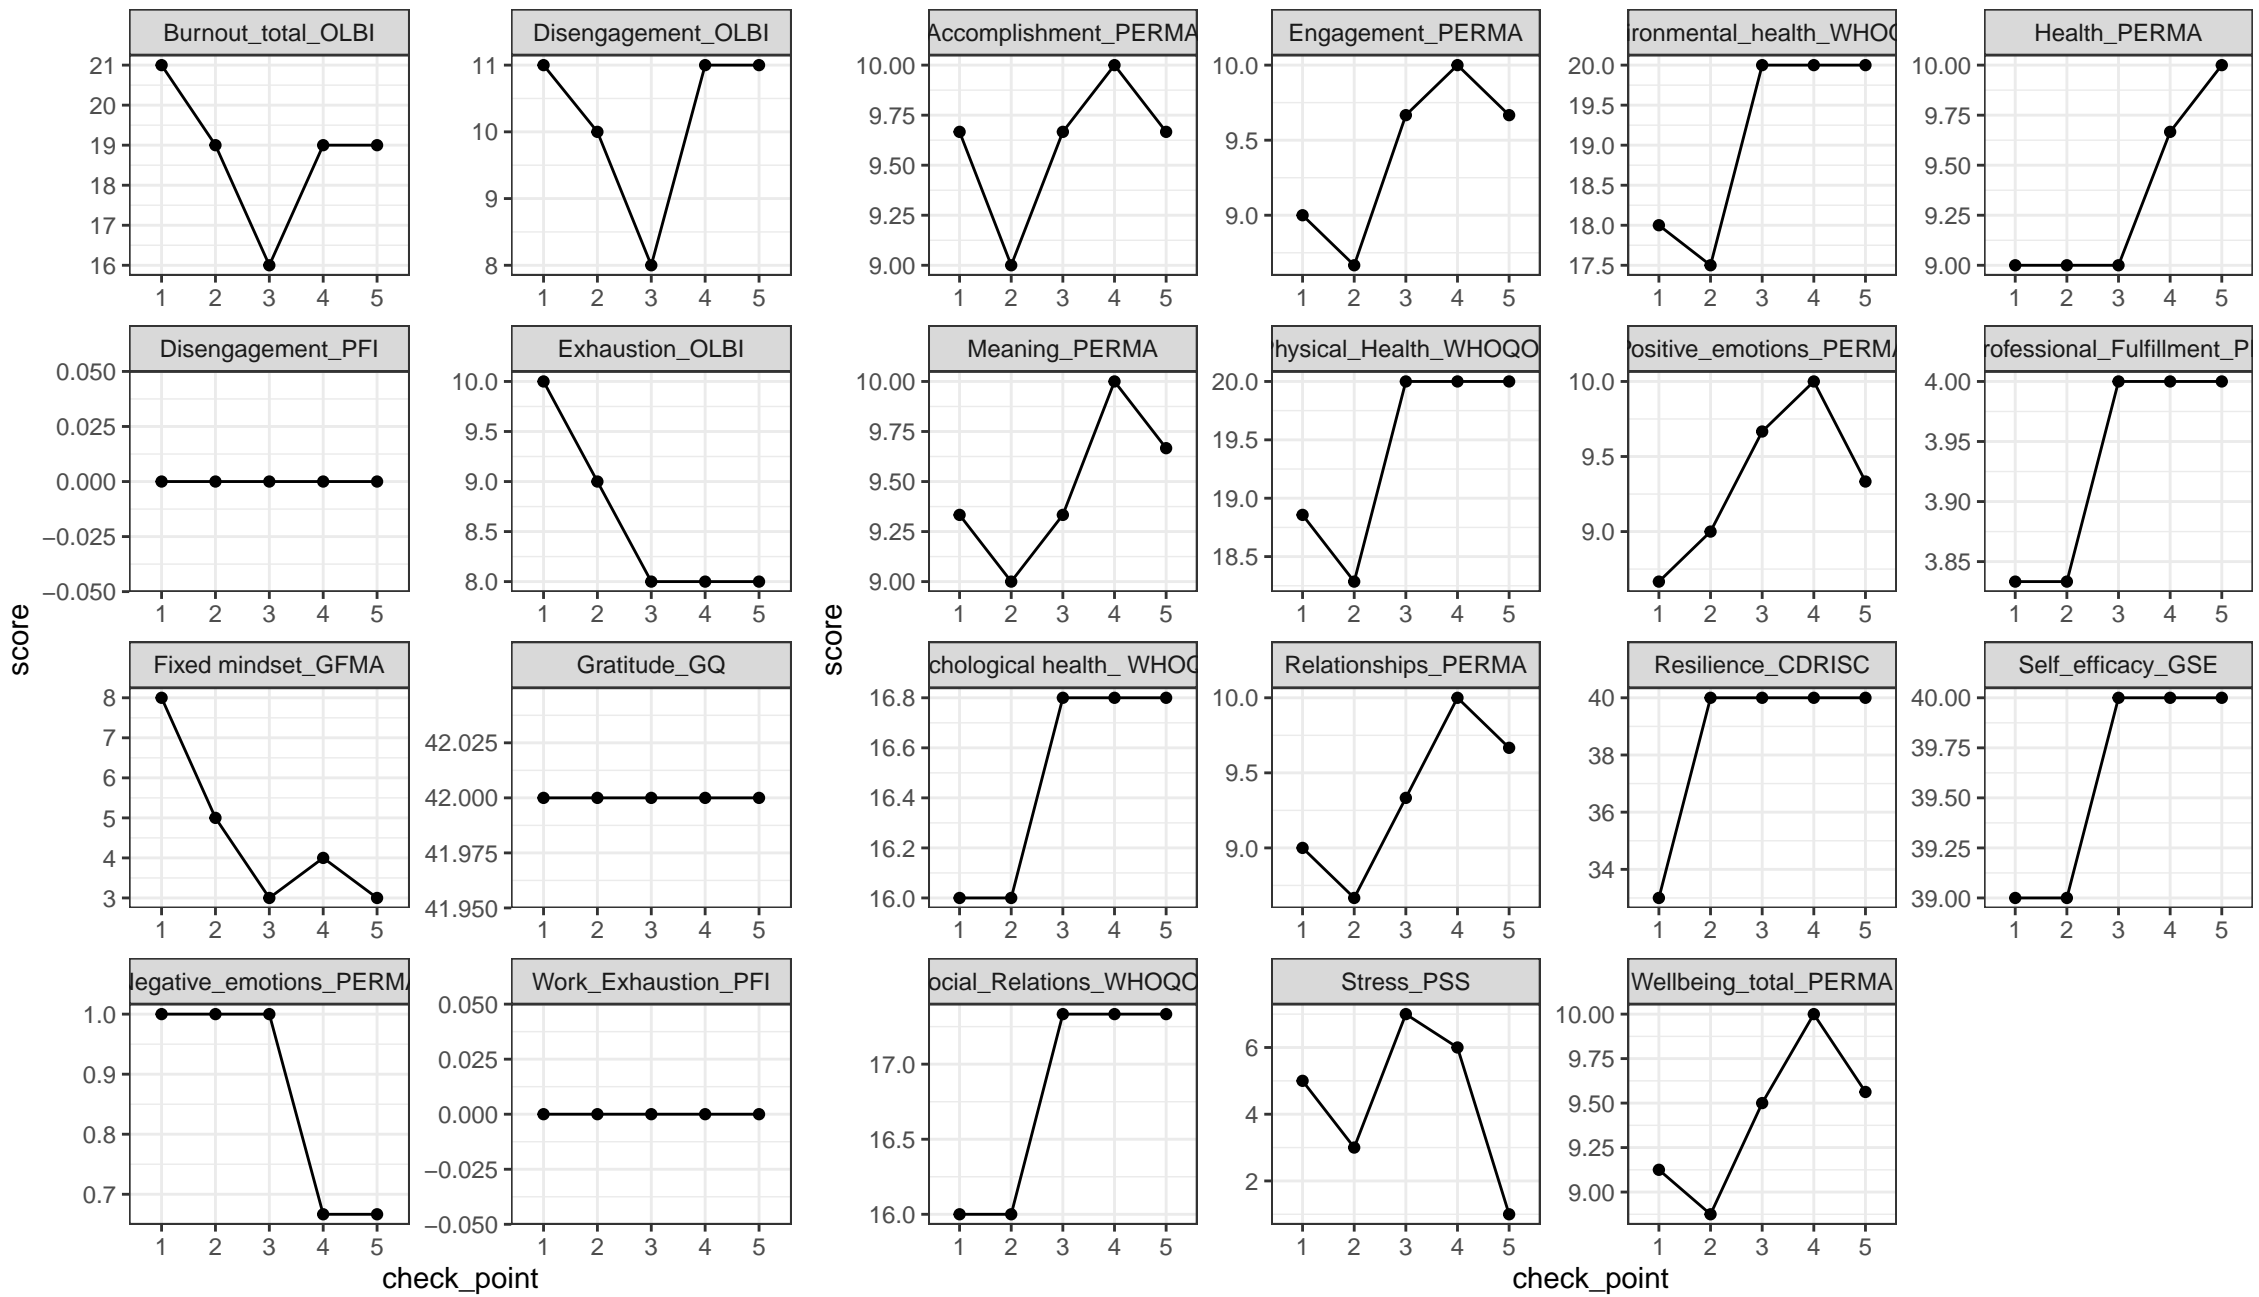 Burnout_total_OLBI
21
20
19
18
17
16
1 2 3 4 5
Disengagement_OLBI
11
10
9
8
1 2 3 4 5
Disengagement_PFI
0.050
0.025
0.000
−0.025
−0.050
1 2 3 4 5
Exhaustion_OLBI
10.0
9.5
9.0
8.5
8.0
1 2 3 4 5
Fixed mindset_GFMA
8
7
6
5
4
3
1 2 3 4 5
Gratitude_GQ
42.025
42.000
41.975
41.950
1 2 3 4 5
legative_emotions_PERMA
1.0
0.9
0.8
0.7
1 2 3 4 5
Work_Exhaustion_PFI
0.050
0.025
0.000
−0.025
−0.050
1 2 3 4 5
score
check_point
Accomplishment_PERMA
10.00
9.75
9.50
9.25
9.00
1 2 3 4 5
Engagement_PERMA
10.0
9.5
9.0
1 2 3 4 5
ironmental_health_WHOQ
20.0
19.5
19.0
18.5
18.0
17.5
1 2 3 4 5
Health_PERMA
10.00
9.75
9.50
9.25
9.00
1 2 3 4 5
Meaning_PERMA
10.00
9.75
9.50
9.25
9.00
1 2 3 4 5
Physical_Health_WHOQO
20.0
19.5
19.0
18.5
1 2 3 4 5
Positive_emotions_PERMA
10.0
9.5
9.0
1 2 3 4 5
rofessional_Fulfillment_PF
4.00
3.95
3.90
3.85
1 2 3 4 5
chological health_ WHOQ
16.8
16.6
16.4
16.2
16.0
1 2 3 4 5
Relationships_PERMA
10.0
9.5
9.0
1 2 3 4 5
Resilience_CDRISC
40
38
36
34
1 2 3 4 5
Self_efficacy_GSE
40.00
39.75
39.50
39.25
39.00
1 2 3 4 5
ocial_Relations_WHOQO
17.0
16.5
16.0
1 2 3 4 5
Stress_PSS
6
4
2
1 2 3 4 5
Wellbeing_total_PERMA
10.00
9.75
9.50
9.25
9.00
1 2 3 4 5
score
check_point